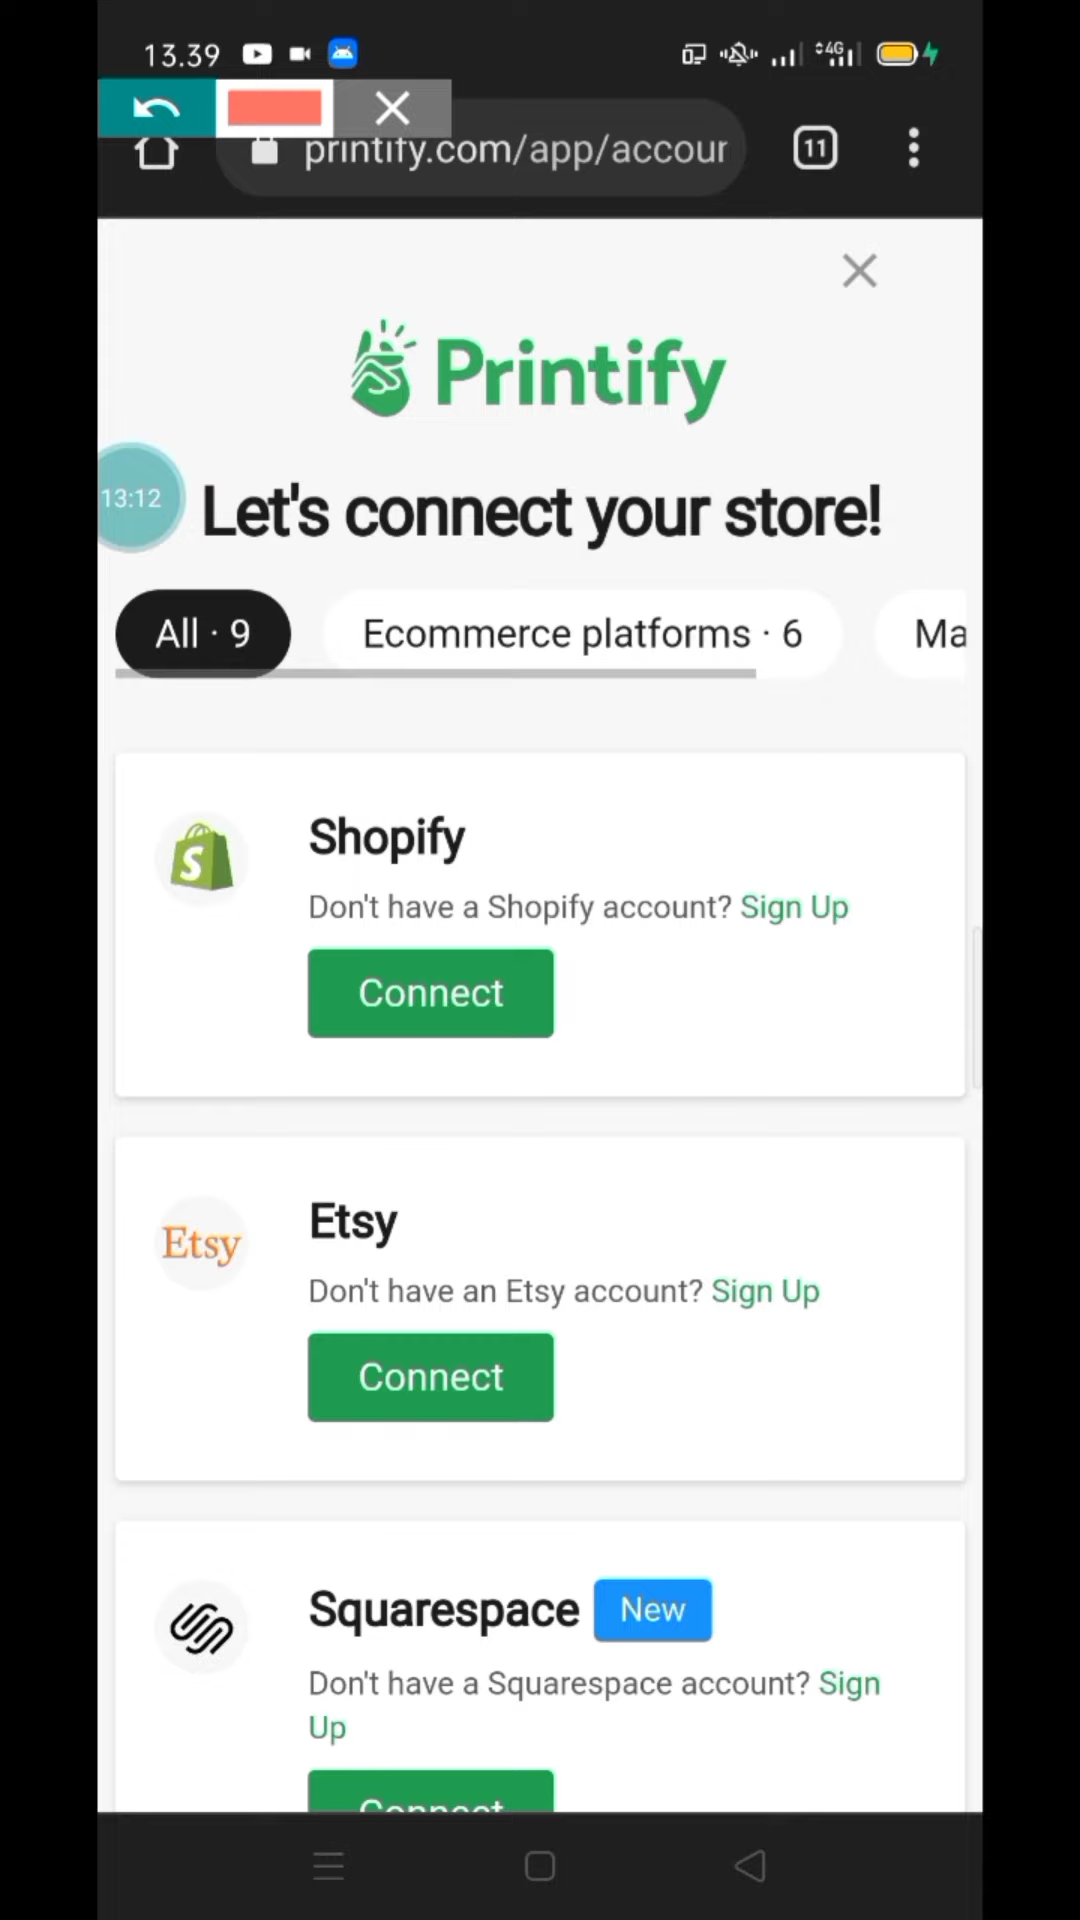 13.39
4G
printify.com/app/accour
11
Printify
13:12
Let's connect your store!
All · 9
Ecommerce platforms · 6
Ma
Shopify
Don't have a Shopify account? Sign Up
Connect
Etsy
Etsy
Don't have an Etsy account? Sign Up
Connect
Squarespace New
Don't have a Squarespace account? Sign
Up
Connect